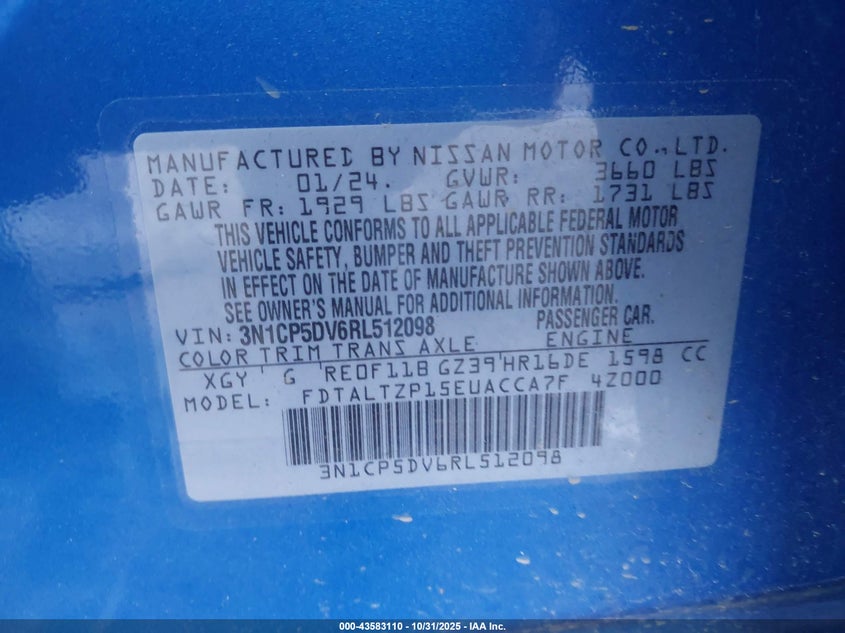 MANUFACTURED BY NISSAN MOTOR CO., LTD.
DATE: 01/24. GVWR: 3660 LBS
GAWR FR: 1929 LBS GAWR RR: 1731 LBS
THIS VEHICLE CONFORMS TO ALL APPLICABLE FEDERAL MOTOR
VEHICLE SAFETY, BUMPER AND THEFT PREVENTION STANDARDS
IN EFFECT ON THE DATE OF MANUFACTURE SHOWN ABOVE.
SEE OWNER'S MANUAL FOR ADDITIONAL INFORMATION.
VIN: 3N1CP5DV6RL512098 PASSENGER CAR.
COLOR TRIM TRANS AXLE ENGINE
XGY ' G ' RE0F11B GZ39 ' HR16DE 1598 CC
MODEL: FDTALTZP15EUACCA7F 4Z000
3N1CP5DV6RL512098
000-43583110 - 10/31/2025 - IAA, Inc.